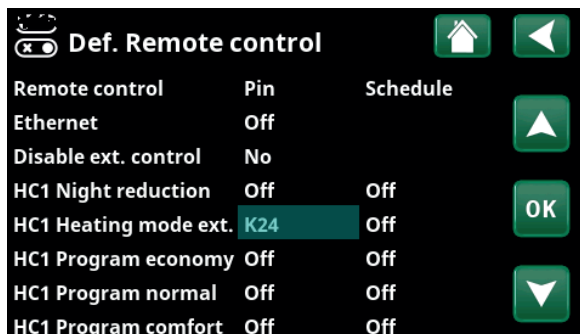 Def. Remote control
Remote control Pin Schedule
Ethernet Off
Disable ext. control No
HC1 Night reduction Off Off
HC1 Heating mode ext. K24 Off
OK
HC1 Program economy Off Off
HC1 Program normal Off Off
HC1 Program comfort Off Off